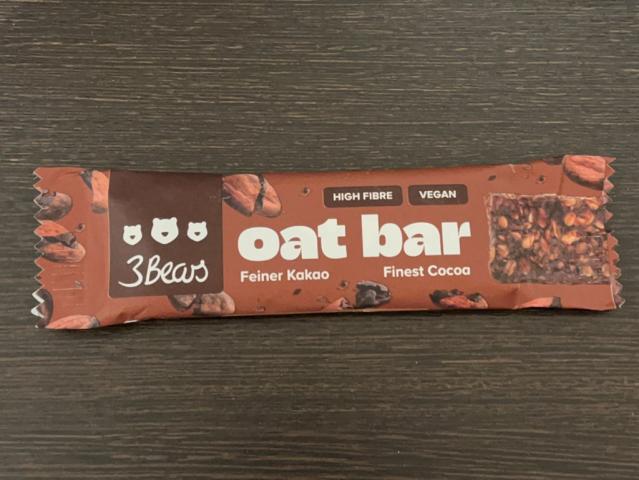 3Bears
HIGH FIBRE VEGAN
oat bar
Feiner Kakao Finest Cocoa